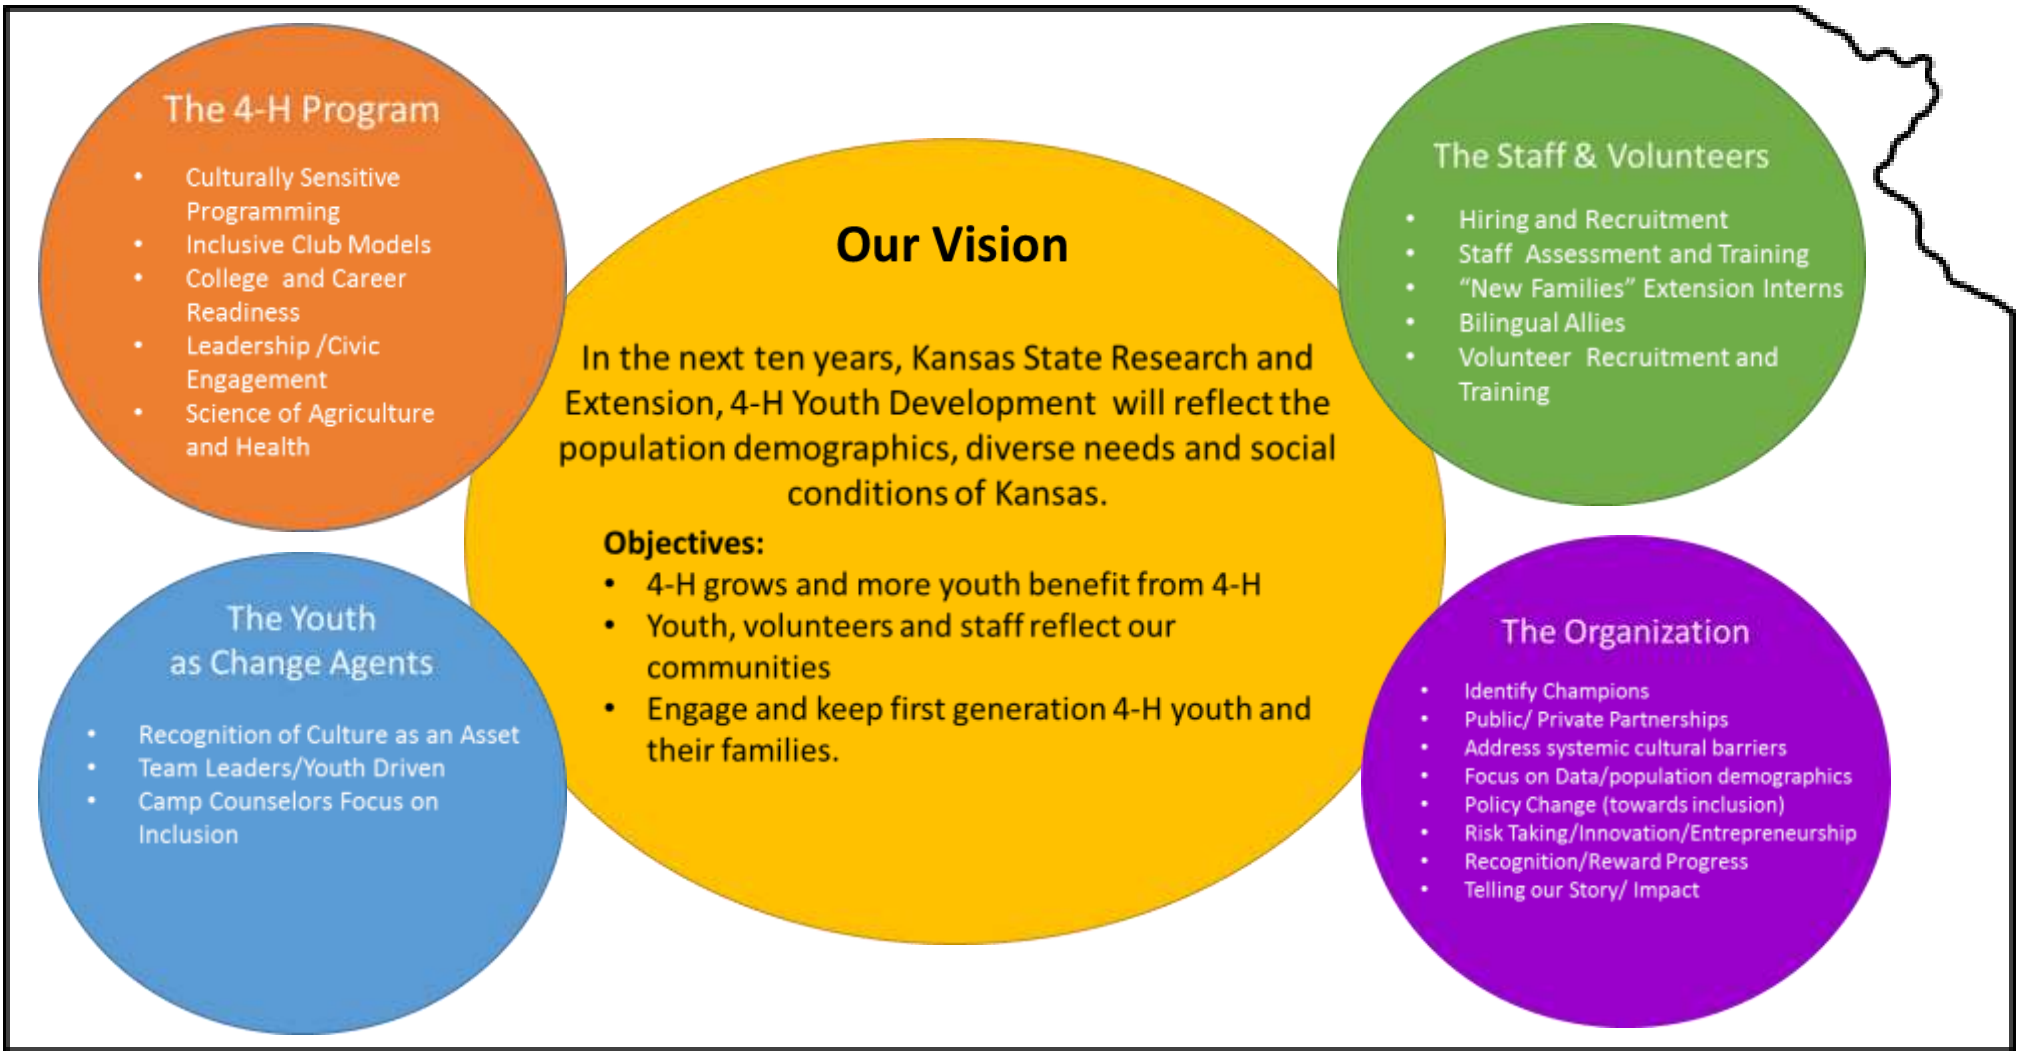 The 4-H Program
• Culturally Sensitive
Programming
• Inclusive Club Models
• College and Career
Readiness
• Leadership /Civic
Engagement
• Science of Agriculture
and Health
The Youth
as Change Agents
• Recognition of Culture as an Asset
• Team Leaders/Youth Driven
• Camp Counselors Focus on
Inclusion
Our Vision
In the next ten years, Kansas State Research and
Extension, 4-H Youth Development will reflect the
population demographics, diverse needs and social
conditions of Kansas.
Objectives:
• 4-H grows and more youth benefit from 4-H
• Youth, volunteers and staff reflect our
communities
• Engage and keep first generation 4-H youth and
their families.
The Staff & Volunteers
• Hiring and Recruitment
• Staff Assessment and Training
• “New Families” Extension Interns
• Bilingual Allies
• Volunteer Recruitment and
Training
The Organization
• Identify Champions
• Public/ Private Partnerships
• Address systemic cultural barriers
• Focus on Data/population demographics
• Policy Change (towards inclusion)
• Risk Taking/Innovation/Entrepreneurship
• Recognition/Reward Progress
• Telling our Story/ Impact